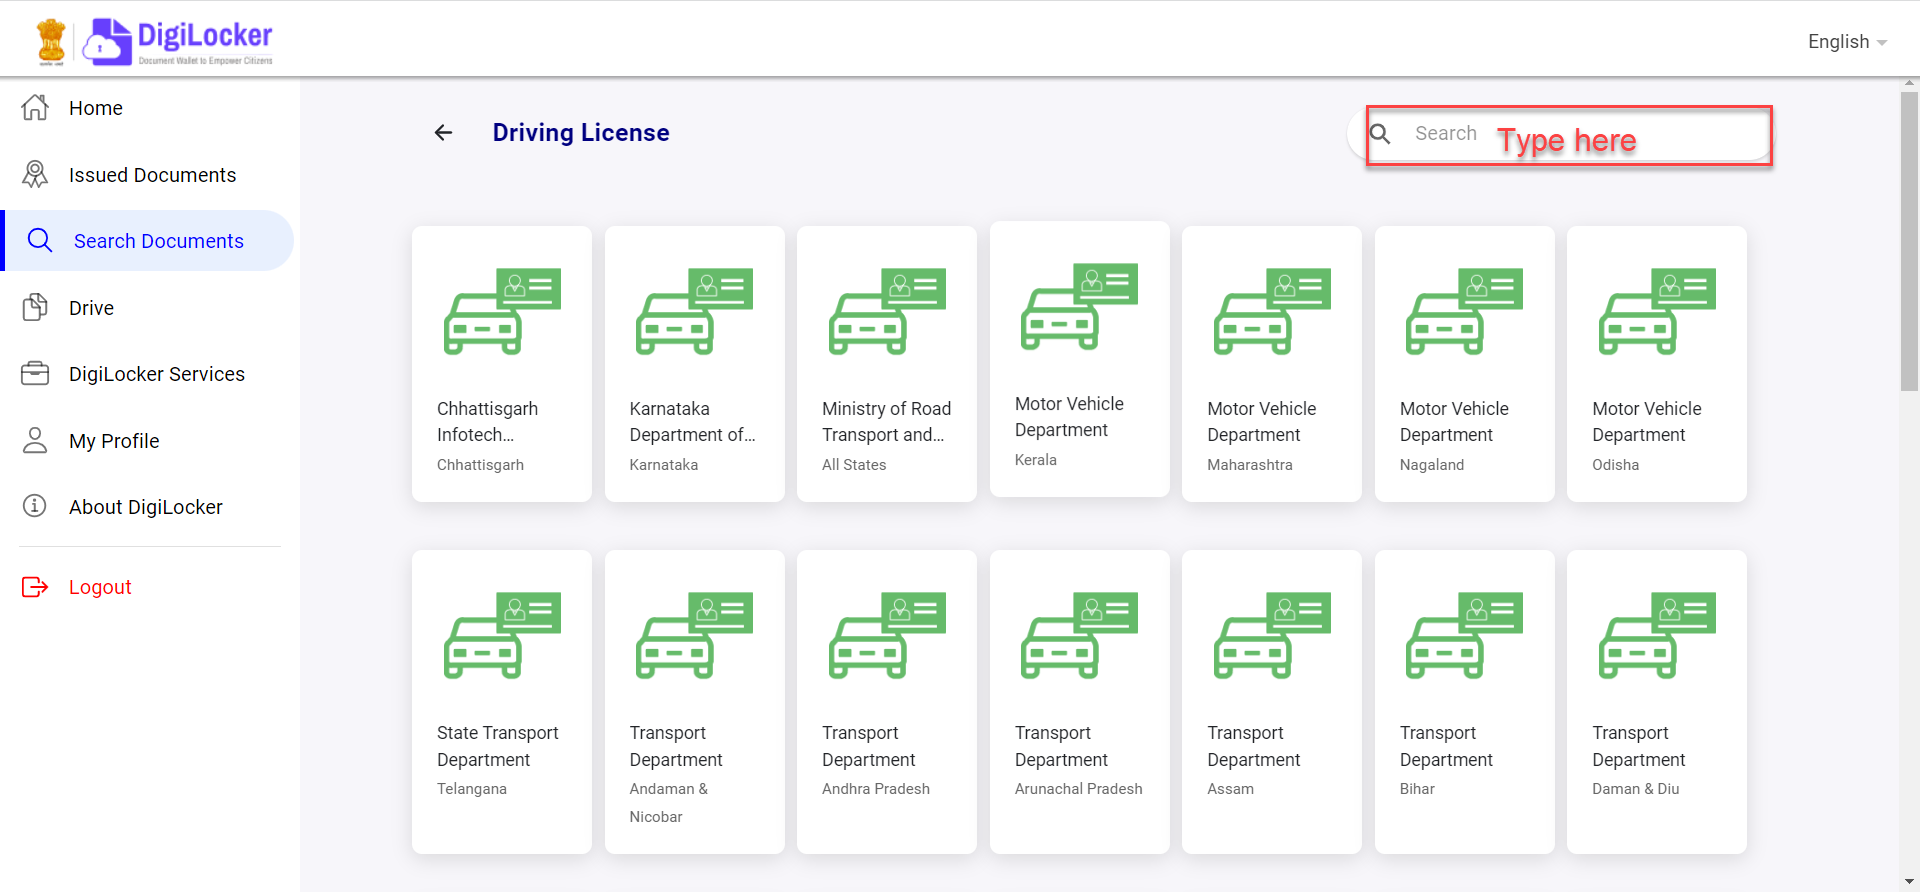 DigiLocker
Document Wallet to Empower Citizens
English
Home
Issued Documents
Search Documents
Drive
DigiLocker Services
My Profile
About DigiLocker
Logout
Driving License
Search
Type here
Chhattisgarh
Infotech...
Chhattisgarh
Karnataka
Department of...
Karnataka
Ministry of Road
Transport and...
All States
Motor Vehicle
Department
Kerala
Motor Vehicle
Department
Maharashtra
Motor Vehicle
Department
Nagaland
Motor Vehicle
Department
Odisha
State Transport
Department
Telangana
Transport
Department
Andaman &
Nicobar
Transport
Department
Andhra Pradesh
Transport
Department
Arunachal Pradesh
Transport
Department
Assam
Transport
Department
Bihar
Transport
Department
Daman & Diu